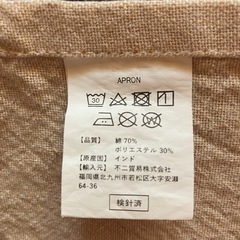 APRON
30
【品質】 綿 70%
ポリエステル 30%
【原産国】 インド
【輸入元】 不二貿易株式会社
福岡県北九州市若松区大字安瀬
64-36
検針済